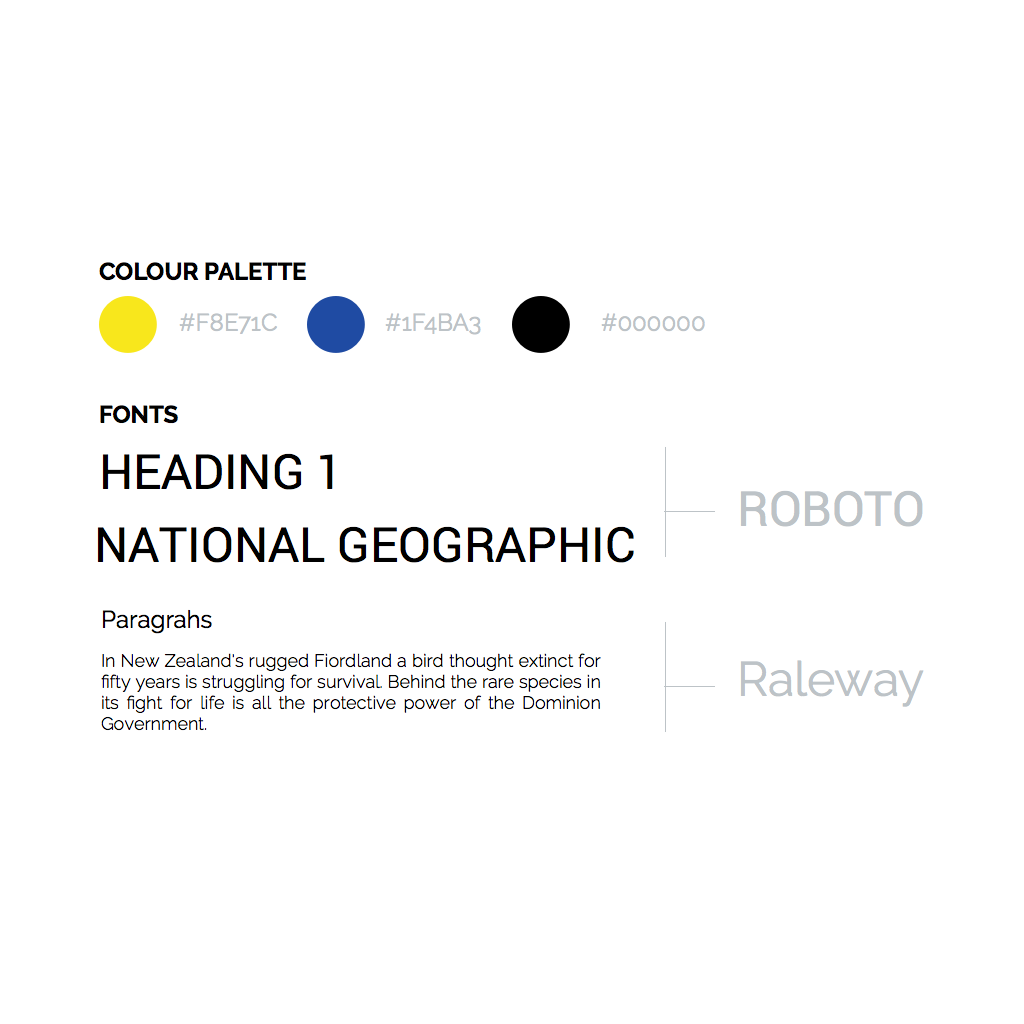 COLOUR PALETTE
#F8E71C #1F4BA3 #000000
FONTS
HEADING 1
NATIONAL GEOGRAPHIC
ROBOTO
Paragrahs
In New Zealand's rugged Fiordland a bird thought extinct for
fifty years is struggling for survival. Behind the rare species in
its fight for life is all the protective power of the Dominion
Government.
Raleway